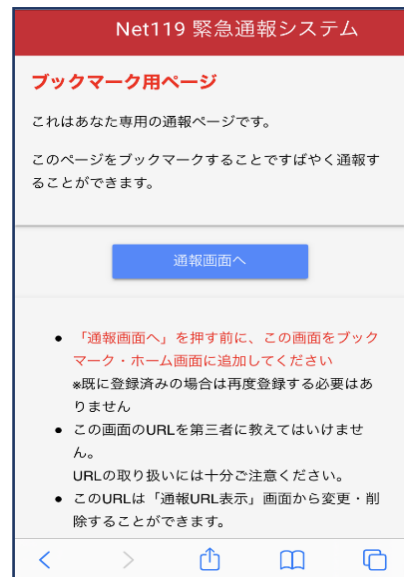 Net119 緊急通報システム
ブックマーク用ページ
これはあなた専用の通報ページです。
このページをブックマークすることですばやく通報す
ることができます。
通報画面へ
● 「通報画面へ」を押す前に、この画面をブック
マーク・ホーム画面に追加してください
※既に登録済みの場合は再度登録する必要はあ
りません
● この画面のURLを第三者に教えてはいけませ
ん。
URLの取り扱いには十分ご注意ください。
● このURLは「通報URL表示」画面から変更・削
除することができます。